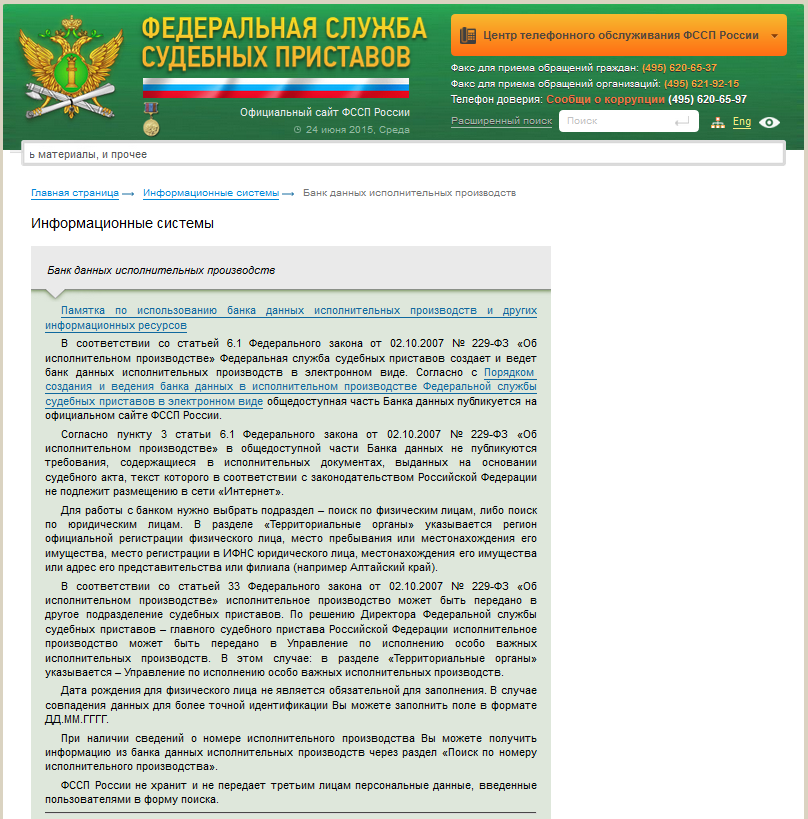 ФЕДЕРАЛЬНАЯ СЛУЖБА
СУДЕБНЫХ ПРИСТАВОВ
Официальный сайт ФССП России
24 июня 2015, Среда
Центр телефонного обслуживания ФССП России
Факс для приема обращений граждан: (495) 620-65-37
Факс для приема обращений организаций: (495) 621-92-15
Телефон доверия: Сообщи о коррупции (495) 620-65-97
Расширенный поиск Поиск Eng
ь материалы, и прочее
Главная страница Информационные системы Банк данных исполнительных производств
Информационные системы
Банк данных исполнительных производств
Памятка по использованию банка данных исполнительных производств и других
информационных ресурсов
В соответствии со статьей 6.1 Федерального закона от 02.10.2007 № 229-ФЗ «Об
исполнительном производстве» Федеральная служба судебных приставов создает и ведет
банк данных исполнительных производств в электронном виде. Согласно с Порядком
создания и ведения банка данных в исполнительном производстве Федеральной службы
судебных приставов в электронном виде общедоступная часть Банка данных публикуется на
официальном сайте ФССП России.
Согласно пункту 3 статьи 6.1 Федерального закона от 02.10.2007 № 229-ФЗ «Об
исполнительном производстве» в общедоступной части Банка данных не публикуются
требования, содержащиеся в исполнительных документах, выданных на основании
судебного акта, текст которого в соответствии с законодательством Российской Федерации
не подлежит размещению в сети «Интернет».
Для работы с банком нужно выбрать подраздел – поиск по физическим лицам, либо поиск
по юридическим лицам. В разделе «Территориальные органы» указывается регион
официальной регистрации физического лица, место пребывания или местонахождения его
имущества, место регистрации в ИФНС юридического лица, местонахождения его имущества
или адрес его представительства или филиала (например Алтайский край).
В соответствии со статьей 33 Федерального закона от 02.10.2007 № 229-ФЗ «Об
исполнительном производстве» исполнительное производство может быть передано в
другое подразделение судебных приставов. По решению Директора Федеральной службы
судебных приставов – главного судебного пристава Российской Федерации исполнительное
производство может быть передано в Управление по исполнению особо важных
исполнительных производств. В этом случае: в разделе «Территориальные органы»
указывается – Управление по исполнению особо важных исполнительных производств.
Дата рождения для физического лица не является обязательной для заполнения. В случае
совпадения данных для более точной идентификации Вы можете заполнить поле в формате
ДД.ММ.ГГГГ.
При наличии сведений о номере исполнительного производства Вы можете получить
информацию из банка данных исполнительных производств через раздел «Поиск по номеру
исполнительного производства».
ФССП России не хранит и не передает третьим лицам персональные данные, введенные
пользователями в форму поиска.